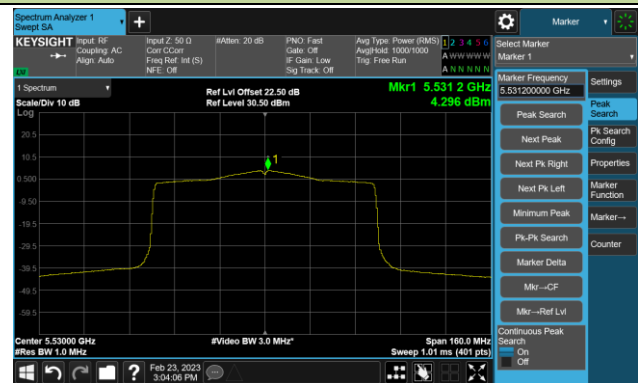 Spectrum Analyzer 1
Swept SA
Marker
KEYSIGHT
Input: RF
Coupling: AC
Align: Auto
Input Z: 50 Ω
Corr CCorr
Freq Ref: Int (S)
NFE: Off
#Atten: 20 dB
PNO: Fast
Gate: Off
IF Gain: Low
Sig Track: Off
Avg Type: Power (RMS)
Avg|Hold: 1000/1000
Trig: Free Run
1 2 3 4 5 6
A W W W W W
A N N N N N
Select Marker
Marker 1
1 Spectrum
Scale/Div 10 dB
Log
Ref Lvl Offset 22.50 dB
Ref Level 30.50 dBm
Mkr1 5.531 2 GHz
4.296 dBm
20.5
10.5
0.500
-9.50
-19.5
-29.5
-39.5
-49.5
-59.5
1
Center 5.53000 GHz
#Res BW 1.0 MHz
#Video BW 3.0 MHz*
Span 160.0 MHz
Sweep 1.01 ms (401 pts)
Marker Frequency
5.531200000 GHz
Peak Search
Next Peak
Next Pk Right
Next Pk Left
Minimum Peak
Pk-Pk Search
Marker Delta
Mkr→CF
Mkr→Ref Lvl
Continuous Peak
Search
On
Off
Settings
Peak
Search
Pk Search
Config
Properties
Marker
Function
Marker→
Counter
?
Feb 23, 2023
3:04:06 PM